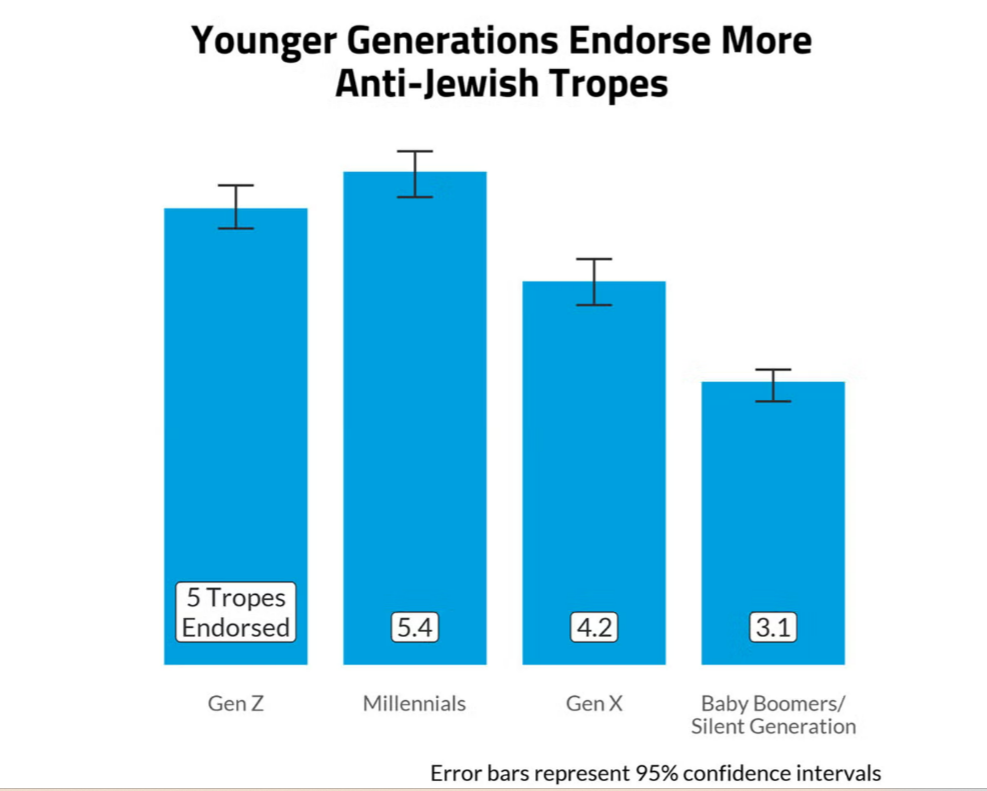 Younger Generations Endorse More
Anti-Jewish Tropes
5 Tropes
Endorsed
5.4
4.2
3.1
Gen Z
Millennials
Gen X
Baby Boomers/
Silent Generation
Error bars represent 95% confidence intervals